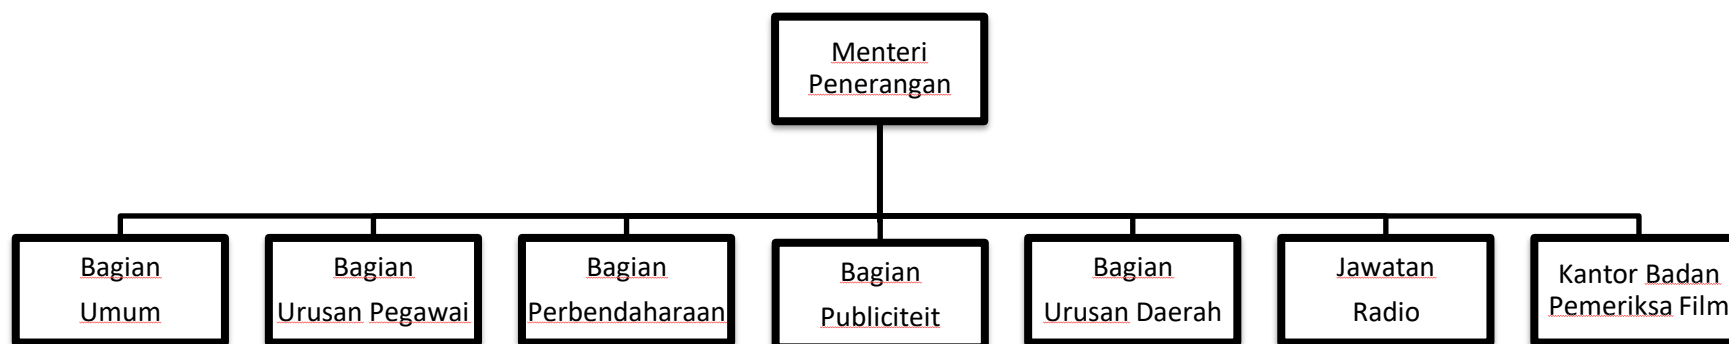 Menteri
Penerangan
Bagian
Umum
Bagian
Urusan Pegawai
Bagian
Perbendaharaan
Bagian
Publiciteit
Bagian
Urusan Daerah
Jawatan
Radio
Kantor Badan
Pemeriksa Film